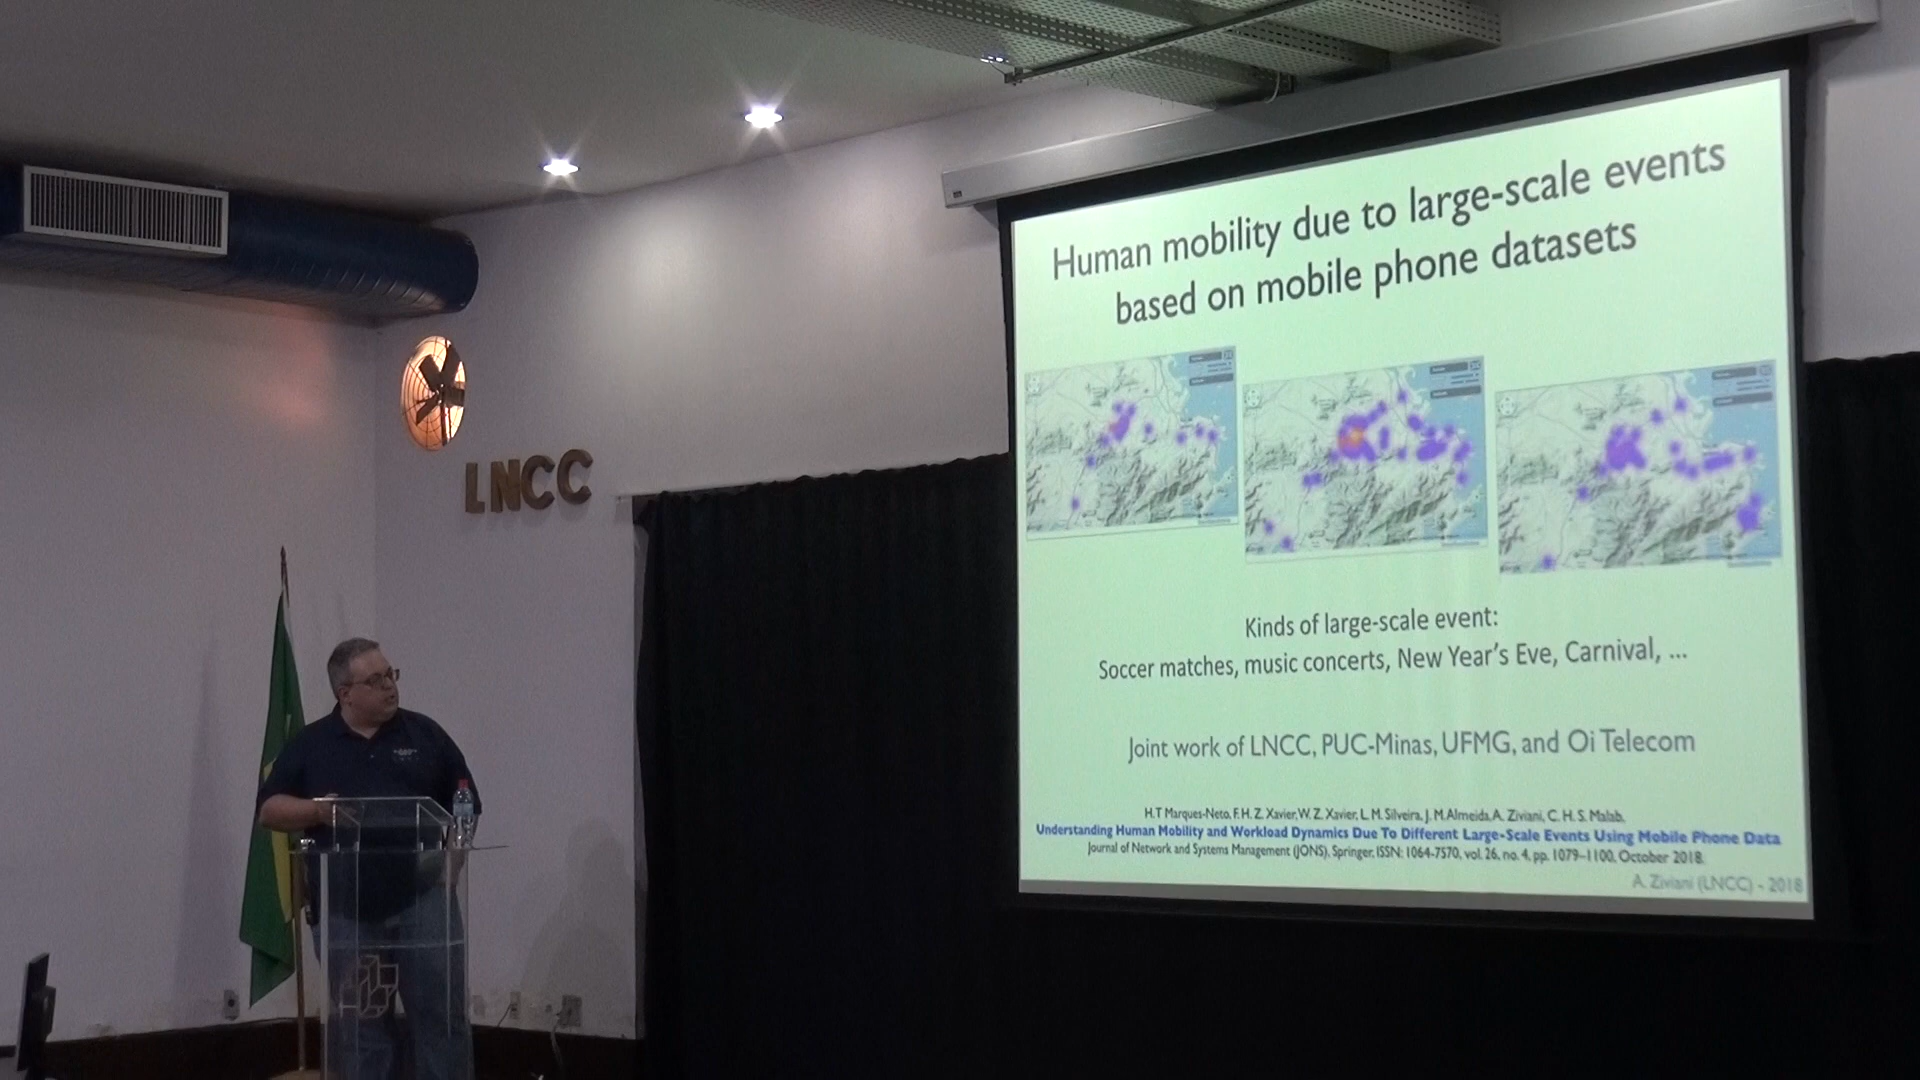 LNCC
Human mobility due to large-scale events
based on mobile phone datasets
Kinds of large-scale event:
Soccer matches, music concerts, New Year's Eve, Carnival, ...
Joint work of LNCC, PUC-Minas, UFMG, and Oi Telecom
H.T Marques-Neto, F.H. Z. Xavier, W. Z. Xavier, L. M. Silveira, J. M. Almeida, A. Ziviani, C. H. S. Malab.
Understanding Human Mobility and Workload Dynamics Due To Different Large-Scale Events Using Mobile Phone Data
Journal of Network and Systems Management (JONS), Springer, ISSN: 1064-7570, vol. 26, no. 4, pp. 1079–1100, October 2018.
A. Ziviani (LNCC) - 2018